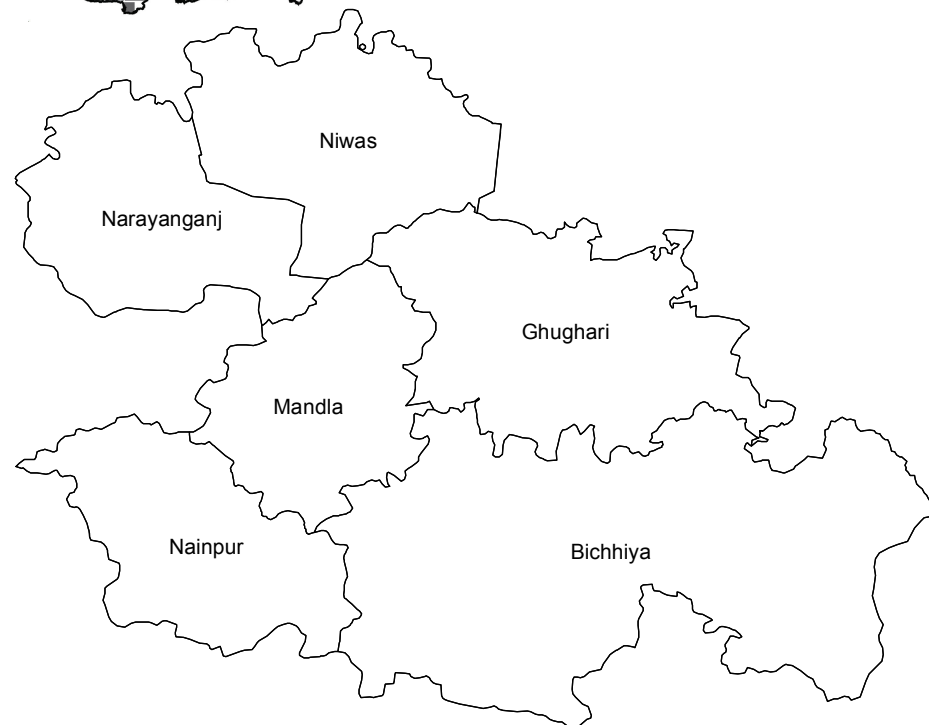 Niwas
Narayanganj
Ghughari
Mandla
Nainpur
Bichhiya